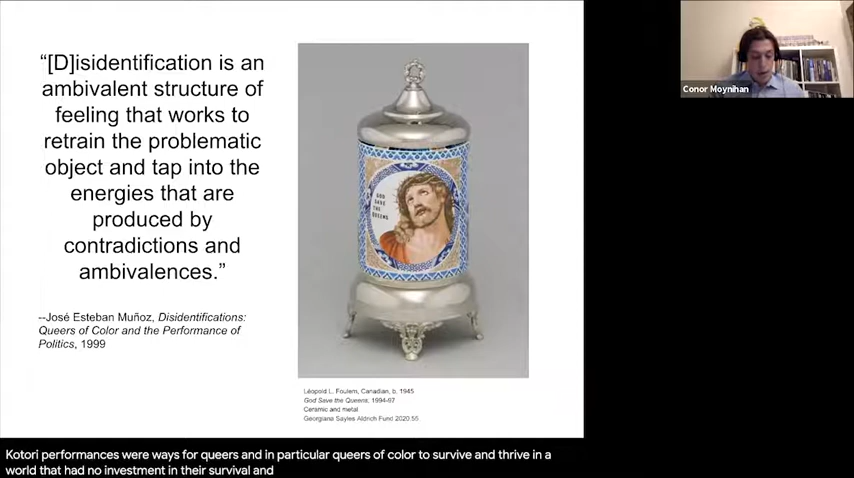 “[D]isidentification is an
ambivalent structure of
feeling that works to
retrain the problematic
object and tap into the
energies that are
produced by
contradictions and
ambivalences.”
--José Esteban Muñoz, Disidentifications:
Queers of Color and the Performance of
Politics, 1999
GOD
SAVE
THE
QUEENS
Léopold L. Foulem, Canadian, b. 1945
God Save the Queens, 1994-97
Ceramic and metal
Georgiana Sayles Aldrich Fund 2020.55
Conor Moynihan
Kotori performances were ways for queers and in particular queers of color to survive and thrive in a
world that had no investment in their survival and